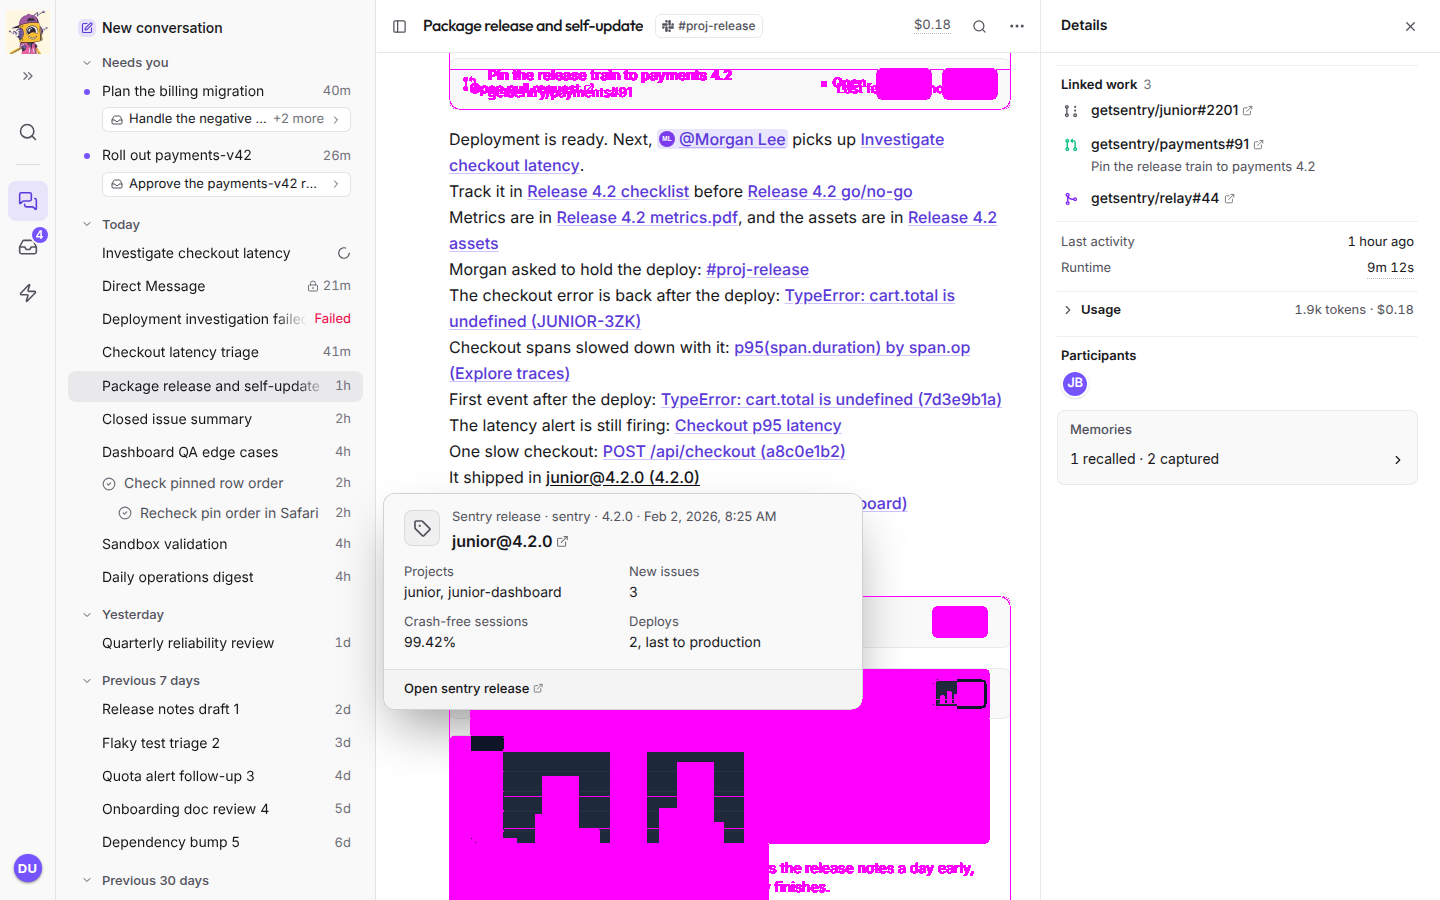 New conversation
Needs you
Plan the billing migration 40m
Handle the negative ... +2 more
Roll out payments-v42 26m
Approve the payments-v42 r...
Today
Investigate checkout latency
Direct Message 21m
Deployment investigation failed Failed
Checkout latency triage 41m
Package release and self-update 1h
Closed issue summary 2h
Dashboard QA edge cases 4h
Check pinned row order 2h
Recheck pin order in Safari 2h
Sandbox validation 4h
Daily operations digest 4h
Yesterday
Quarterly reliability review 1d
Previous 7 days
Release notes draft 1 2d
Flaky test triage 2 3d
Quota alert follow-up 3 4d
Onboarding doc review 4 5d
Dependency bump 5 6d
Previous 30 days
4
DU
Package release and self-update #proj-release $0.18
Pin the release train to payments 4.2
getsentry/payments#91
Open
Deployment is ready. Next, ML @Morgan Lee picks up Investigate
checkout latency.
Track it in Release 4.2 checklist before Release 4.2 go/no-go
Metrics are in Release 4.2 metrics.pdf, and the assets are in Release 4.2
assets
Morgan asked to hold the deploy: #proj-release
The checkout error is back after the deploy: TypeError: cart.total is
undefined (JUNIOR-3ZK)
Checkout spans slowed down with it: p95(span.duration) by span.op
(Explore traces)
First event after the deploy: TypeError: cart.total is undefined (7d3e9b1a)
The latency alert is still firing: Checkout p95 latency
One slow checkout: POST /api/checkout (a8c0e1b2)
It shipped in junior@4.2.0 (4.2.0)
board)
Sentry release · sentry · 4.2.0 · Feb 2, 2026, 8:25 AM
junior@4.2.0
Projects New issues
junior, junior-dashboard 3
Crash-free sessions Deploys
99.42% 2, last to production
Open sentry release
s the release notes a day early,
finishes.
Details
Linked work 3
getsentry/junior#2201
getsentry/payments#91
Pin the release train to payments 4.2
getsentry/relay#44
Last activity 1 hour ago
Runtime 9m 12s
Usage 1.9k tokens · $0.18
Participants
JB
Memories
1 recalled · 2 captured